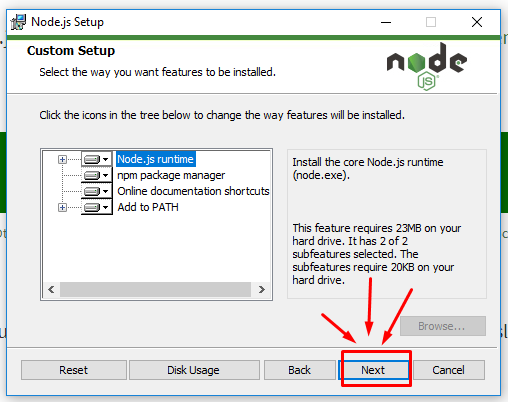 Node.js Setup
Custom Setup
Select the way you want features to be installed.
node
JS
Click the icons in the tree below to change the way features will be installed.
Node.js runtime
npm package manager
Online documentation shortcuts
Add to PATH
Install the core Node.js runtime
(node.exe).
This feature requires 23MB on your
hard drive. It has 2 of 2
subfeatures selected. The
subfeatures require 20KB on your
hard drive.
Browse...
Reset
Disk Usage
Back
Next
Cancel